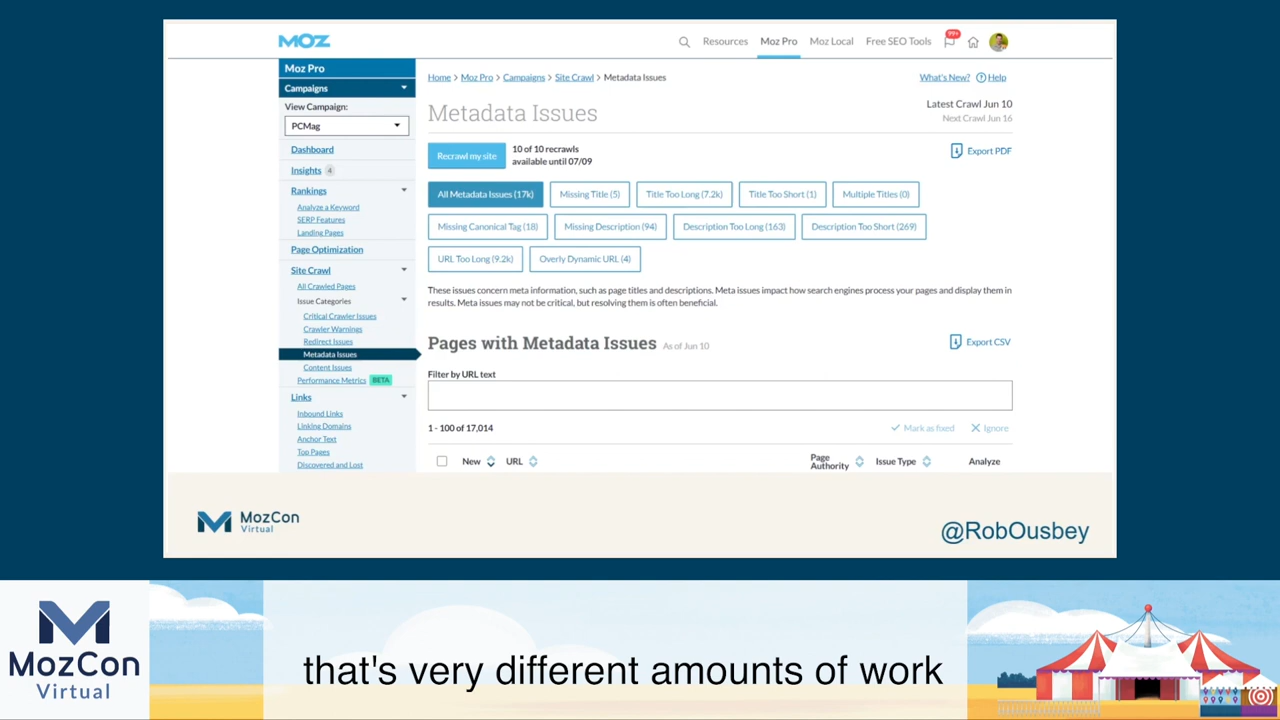 MOZ
Resources Moz Pro Moz Local Free SEO Tools 99+
Moz Pro
Campaigns
View Campaign:
PCMag
Dashboard
Insights 4
Rankings
Analyze a Keyword
SERP Features
Landing Pages
Page Optimization
Site Crawl
All Crawled Pages
Issue Categories
Critical Crawler Issues
Crawler Warnings
Redirect Issues
Metadata Issues
Content Issues
Performance Metrics BETA
Links
Inbound Links
Linking Domains
Anchor Text
Top Pages
Discovered and Lost
Home > Moz Pro > Campaigns > Site Crawl > Metadata Issues
What's New? ? Help
Metadata Issues
Latest Crawl Jun 10
Next Crawl Jun 16
Recrawl my site
10 of 10 recrawls
available until 07/09
Export PDF
All Metadata Issues (17k) Missing Title (5) Title Too Long (7.2k) Title Too Short (1) Multiple Titles (0)
Missing Canonical Tag (18) Missing Description (94) Description Too Long (163) Description Too Short (269)
URL Too Long (9.2k) Overly Dynamic URL (4)
These issues concern meta information, such as page titles and descriptions. Meta issues impact how search engines process your pages and display them in
results. Meta issues may not be critical, but resolving them is often beneficial.
Pages with Metadata Issues As of Jun 10
Export CSV
Filter by URL text
1 - 100 of 17,014
Mark as fixed Ignore
New URL Page Authority Issue Type Analyze
MozCon
Virtual
@RobOusbey
MozCon
Virtual
that's very different amounts of work